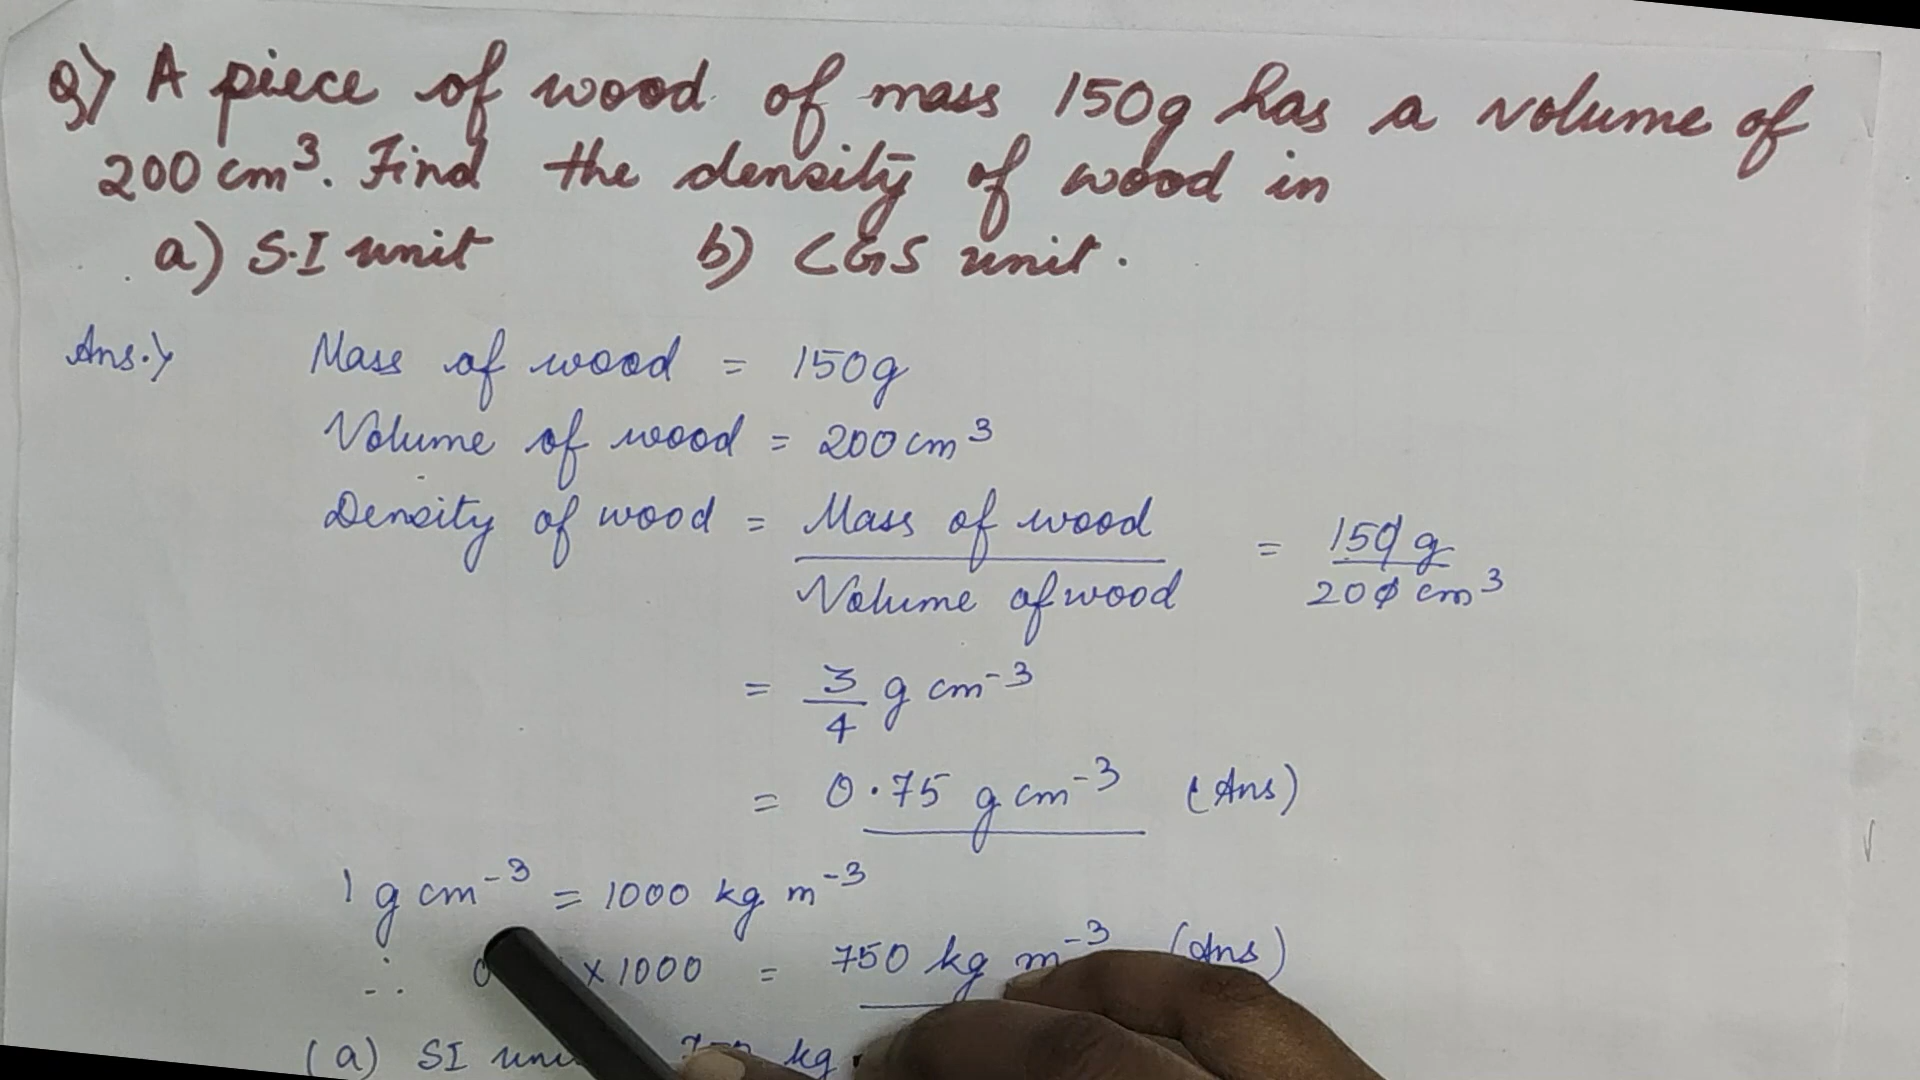 Q) A piece of wood of mass 150g has a volume of
200 cm³. Find the density of wood in
a) S.I unit b) CGS unit.
Ans:) Mass of wood = 150g
Volume of wood = 200 cm³
Density of wood = Mass of wood / Volume of wood = 150 g / 200 cm³
= 3/4 g cm⁻³
= 0.75 g cm⁻³ (Ans)
1 g cm⁻³ = 1000 kg m⁻³
∴ 0 ×1000 = 750 kg m⁻³ (Ans)
(a) SI kg